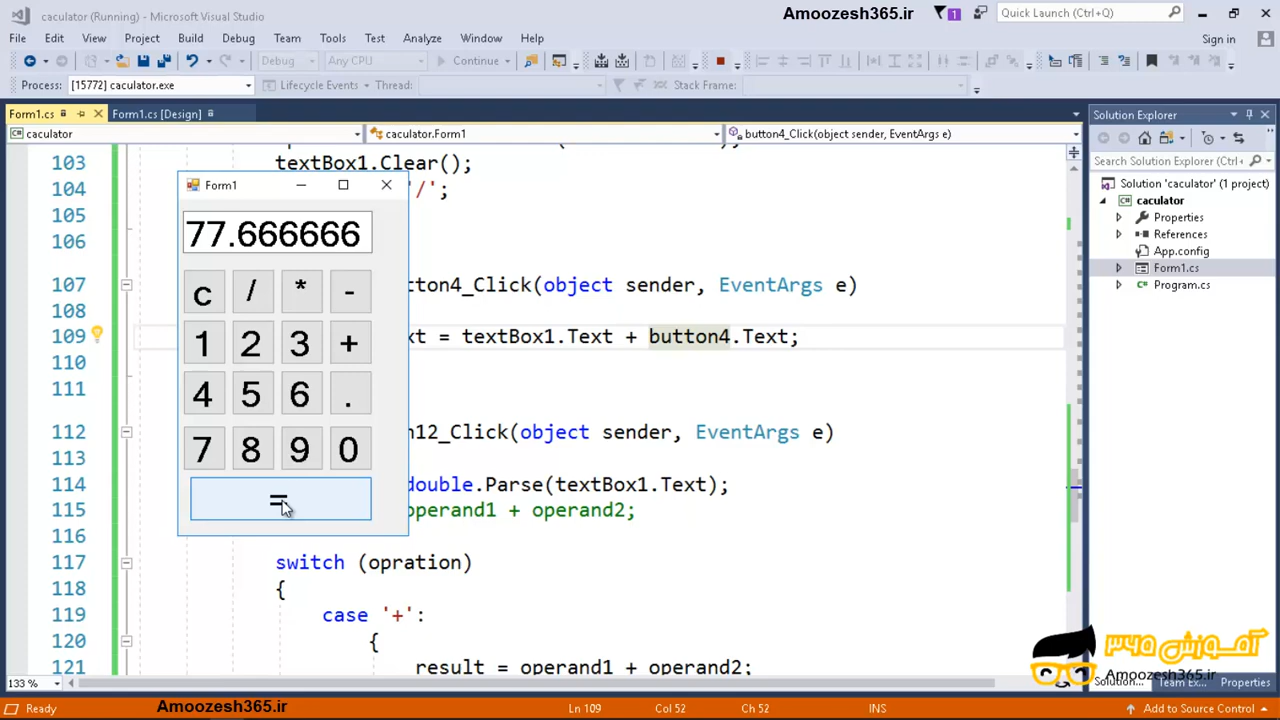 caculator (Running) - Microsoft Visual Studio
Amoozesh365.ir
1
Quick Launch (Ctrl+Q)
File Edit View Project Build Debug Team Tools Test Analyze Window Help
Sign in
Debug Any CPU Continue
Process: [15772] caculator.exe Lifecycle Events Thread: Stack Frame:
Form1.cs Form1.cs [Design]
caculator caculator.Form1 button4_Click(object sender, EventArgs e)
103
textBox1.Clear();
104 '/';
105
106
107 tton4_Click(object sender, EventArgs e)
108
109 xt = textBox1.Text + button4.Text;
110
111
112 n12_Click(object sender, EventArgs e)
113
114 double.Parse(textBox1.Text);
115 operand1 + operand2;
116
117 switch (opration)
118 {
119 case '+':
120 {
121 result = operand1 + operand2;
Form1
77.666666
c / * -
1 2 3 +
4 5 6 .
7 8 9 0
=
Solution Explorer
Search Solution Explorer (Ctrl+
Solution 'caculator' (1 project)
caculator
Properties
References
App.config
Form1.cs
Program.cs
آمـوزش ۳۶۵
Amoozesh365.ir
Solution... Team Ex... Properties
133 %
Ready
Amoozesh365.ir
Ln 109 Col 52 Ch 52 INS
Add to Source Control